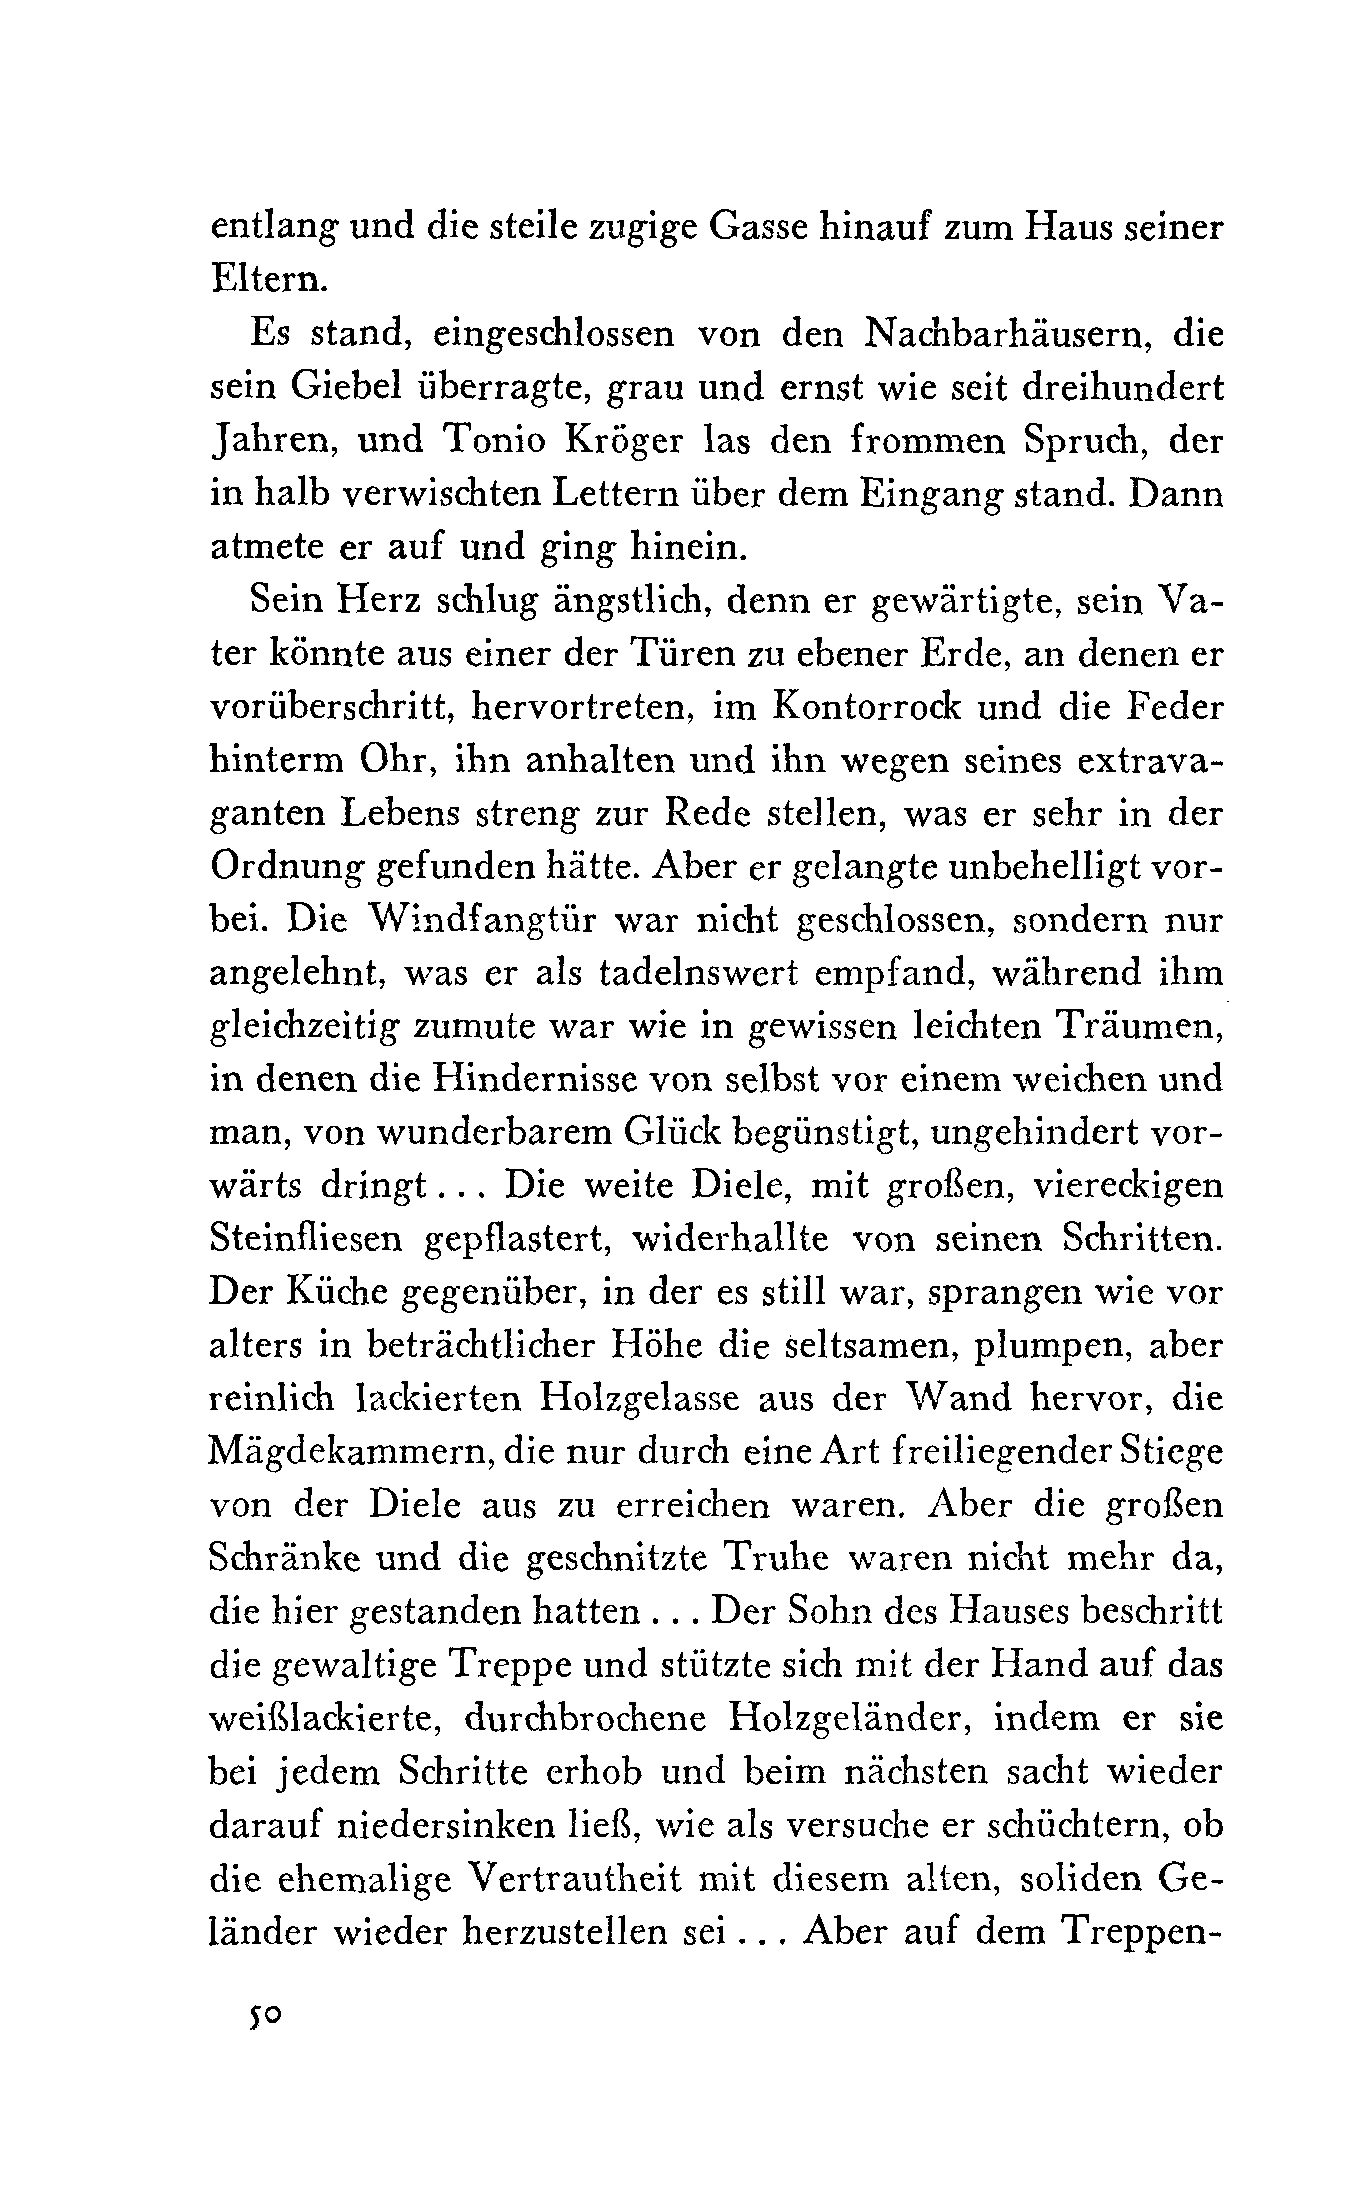 entlang und die steile zugige Gasse hinauf zum Haus seiner
Eltern.
Es stand, eingeschlossen von den Nachbarhäusern, die
sein Giebel überragte, grau und ernst wie seit dreihundert
Jahren, und Tonio Kröger las den frommen Spruch, der
in halb verwischten Lettern über dem Eingang stand. Dann
atmete er auf und ging hinein.
Sein Herz schlug ängstlich, denn er gewärtigte, sein Va-
ter könnte aus einer der Türen zu ebener Erde, an denen er
vorüberschritt, hervortreten, im Kontorrock und die Feder
hinterm Ohr, ihn anhalten und ihn wegen seines extrava-
ganten Lebens streng zur Rede stellen, was er sehr in der
Ordnung gefunden hätte. Aber er gelangte unbehelligt vor-
bei. Die Windfangtür war nicht geschlossen, sondern nur
angelehnt, was er als tadelnswert empfand, während ihm
gleichzeitig zumute war wie in gewissen leichten Träumen,
in denen die Hindernisse von selbst vor einem weichen und
man, von wunderbarem Glück begünstigt, ungehindert vor-
wärts dringt... Die weite Diele, mit großen, viereckigen
Steinfliesen gepflastert, widerhallte von seinen Schritten.
Der Küche gegenüber, in der es still war, sprangen wie vor
alters in beträchtlicher Höhe die seltsamen, plumpen, aber
reinlich lackierten Holzgelasse aus der Wand hervor, die
Mägdekammern, die nur durch eine Art freiliegender Stiege
von der Diele aus zu erreichen waren. Aber die großen
Schränke und die geschnitzte Truhe waren nicht mehr da,
die hier gestanden hatten... Der Sohn des Hauses beschritt
die gewaltige Treppe und stützte sich mit der Hand auf das
weißlackierte, durchbrochene Holzgeländer, indem er sie
bei jedem Schritte erhob und beim nächsten sacht wieder
darauf niedersinken ließ, wie als versuche er schüchtern, ob
die ehemalige Vertrautheit mit diesem alten, soliden Ge-
länder wieder herzustellen sei... Aber auf dem Treppen-
50